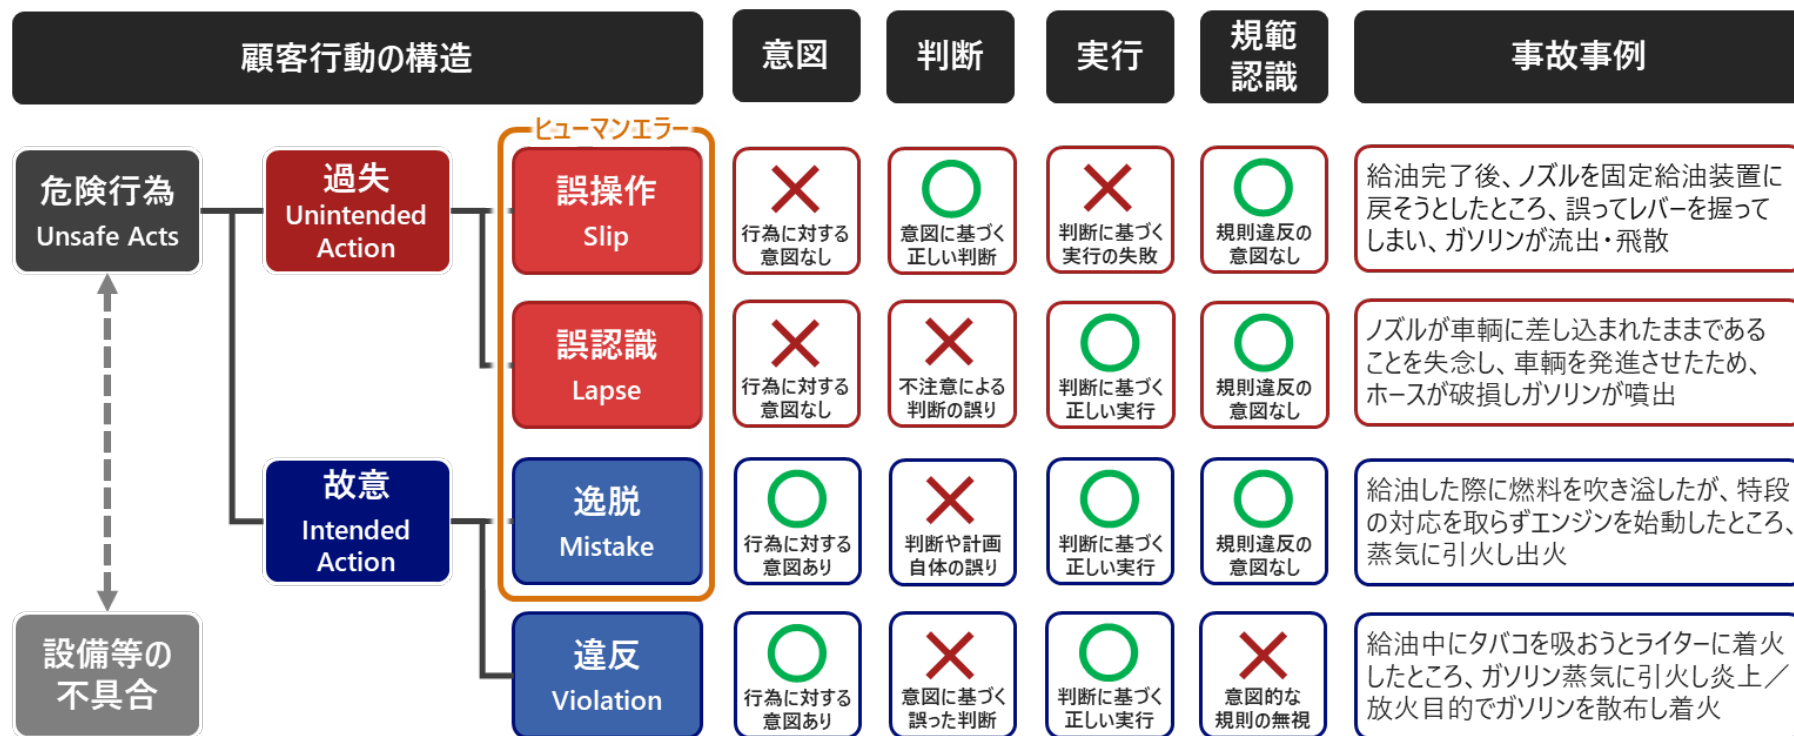 顧客行動の構造
意図
判断
実行
規範
認識
事故事例
ヒューマンエラー
危険行為
Unsafe Acts
過失
Unintended
Action
誤操作
Slip
行為に対する
意図なし
意図に基づく
正しい判断
判断に基づく
実行の失敗
規則違反の
意図なし
給油完了後、ノズルを固定給油装置に
戻そうとしたところ、誤ってレバーを握って
しまい、ガソリンが流出・飛散
誤認識
Lapse
行為に対する
意図なし
不注意による
判断の誤り
判断に基づく
正しい実行
規則違反の
意図なし
ノズルが車輌に差し込まれたままである
ことを失念し、車輌を発進させたため、
ホースが破損しガソリンが噴出
故意
Intended
Action
逸脱
Mistake
行為に対する
意図あり
判断や計画
自体の誤り
判断に基づく
正しい実行
規則違反の
意図なし
給油した際に燃料を吹き溢したが、特段
の対応を取らずエンジンを始動したところ、
蒸気に引火し出火
設備等の
不具合
違反
Violation
行為に対する
意図あり
意図に基づく
誤った判断
判断に基づく
正しい実行
意図的な
規則の無視
給油中にタバコを吸おうとライターに着火
したところ、ガソリン蒸気に引火し炎上／
放火目的でガソリンを散布し着火